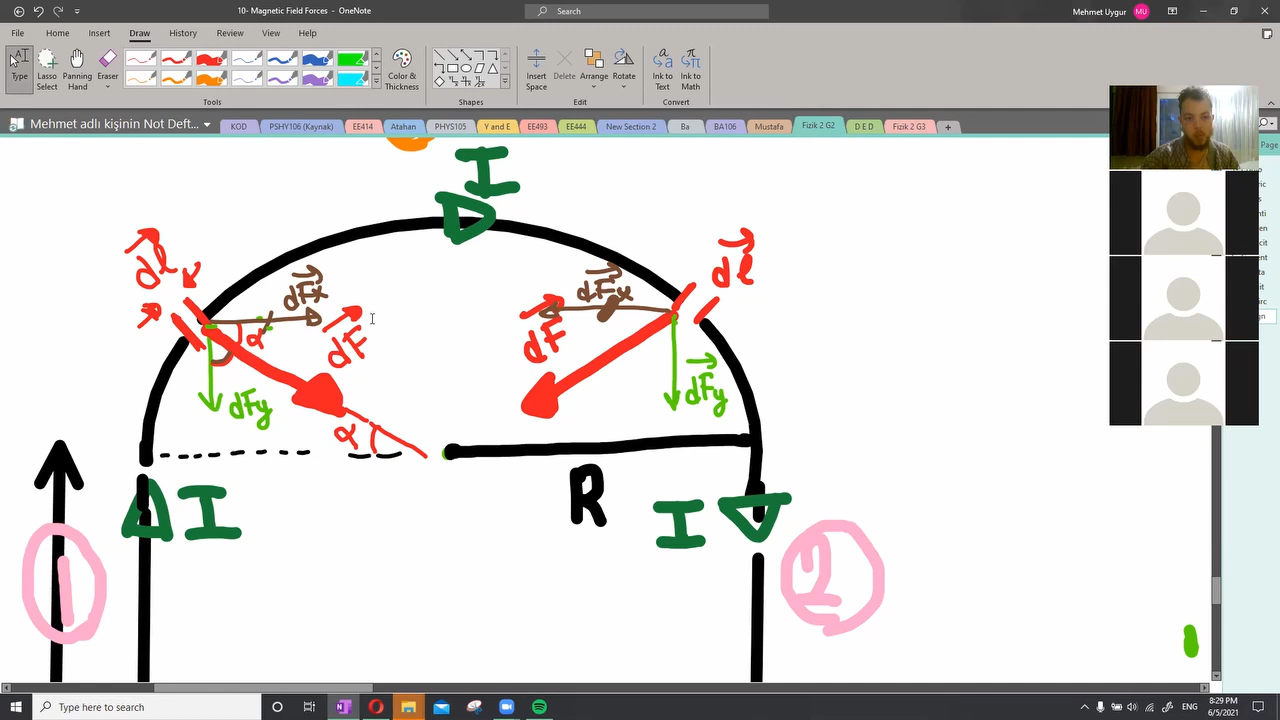 10- Magnetic Field Forces - OneNote
Search
Mehmet Uygur
MU
File Home Insert Draw History Review View Help
Type
Lasso Select
Panning Hand
Eraser
Color & Thickness
Insert Space
Delete
Arrange
Rotate
Ink to Text
Ink to Math
Tools
Shapes
Edit
Convert
Mehmet adlı kişinin Not Deft...
KOD PSHY106 (Kaynak) EE414 Atahan PHYS105 Y and E EE493 EE444 New Section 2 Ba BA106 Mustafa Fizik 2 G2 D E D Fizik 2 G3
Page
I
dl
dl
dFx
dFx
α
dF
dF
dFy
dFy
α
R
I
I
1
2
Type here to search
ENG
8:29 PM
6/5/2021